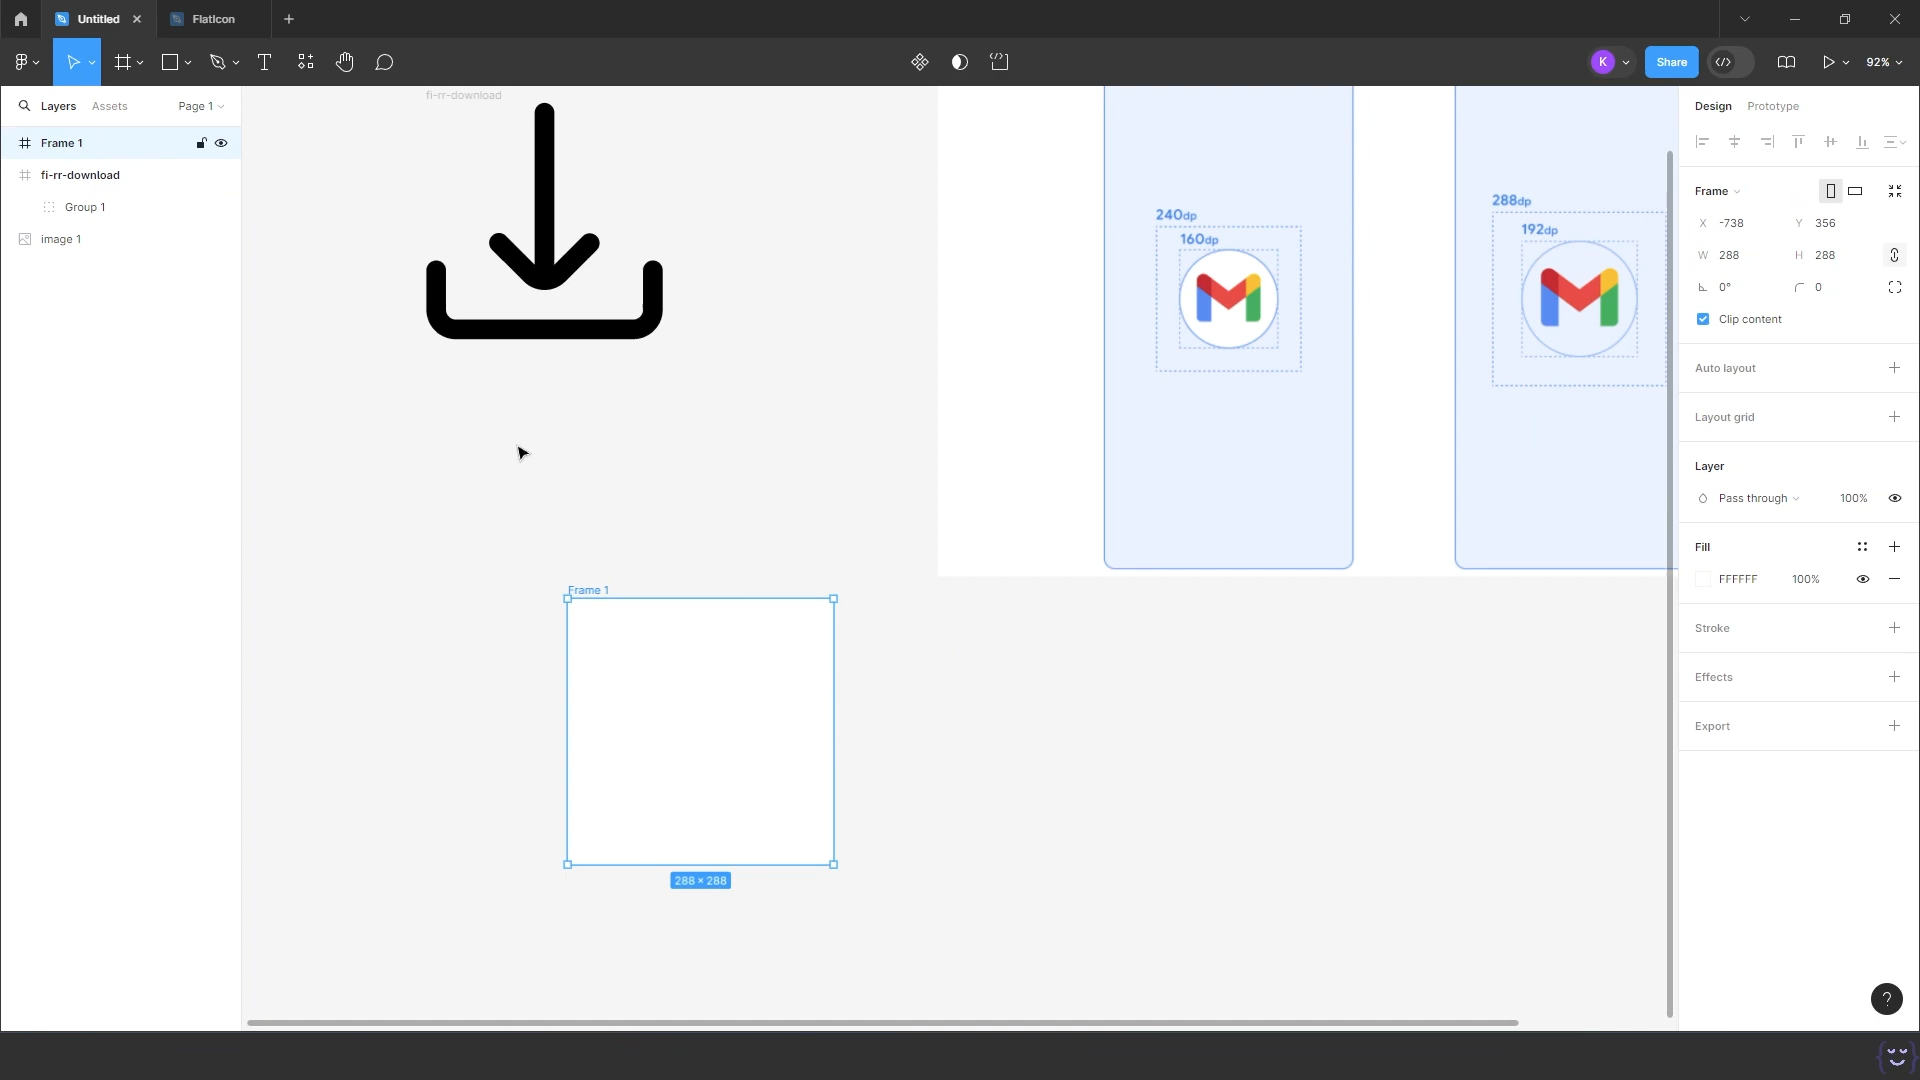 Untitled
FlatIcon
K
Share
92%
Layers
Assets
Page 1
Frame 1
fi-rr-download
Group 1
image 1
fi-rr-download
240dp
160dp
288dp
192dp
Frame 1
288 × 288
Design
Prototype
Frame
X -738 Y 356
W 288 H 288
0° 0
Clip content
Auto layout
Layout grid
Layer
Pass through 100%
Fill
FFFFFF 100%
Stroke
Effects
Export
?